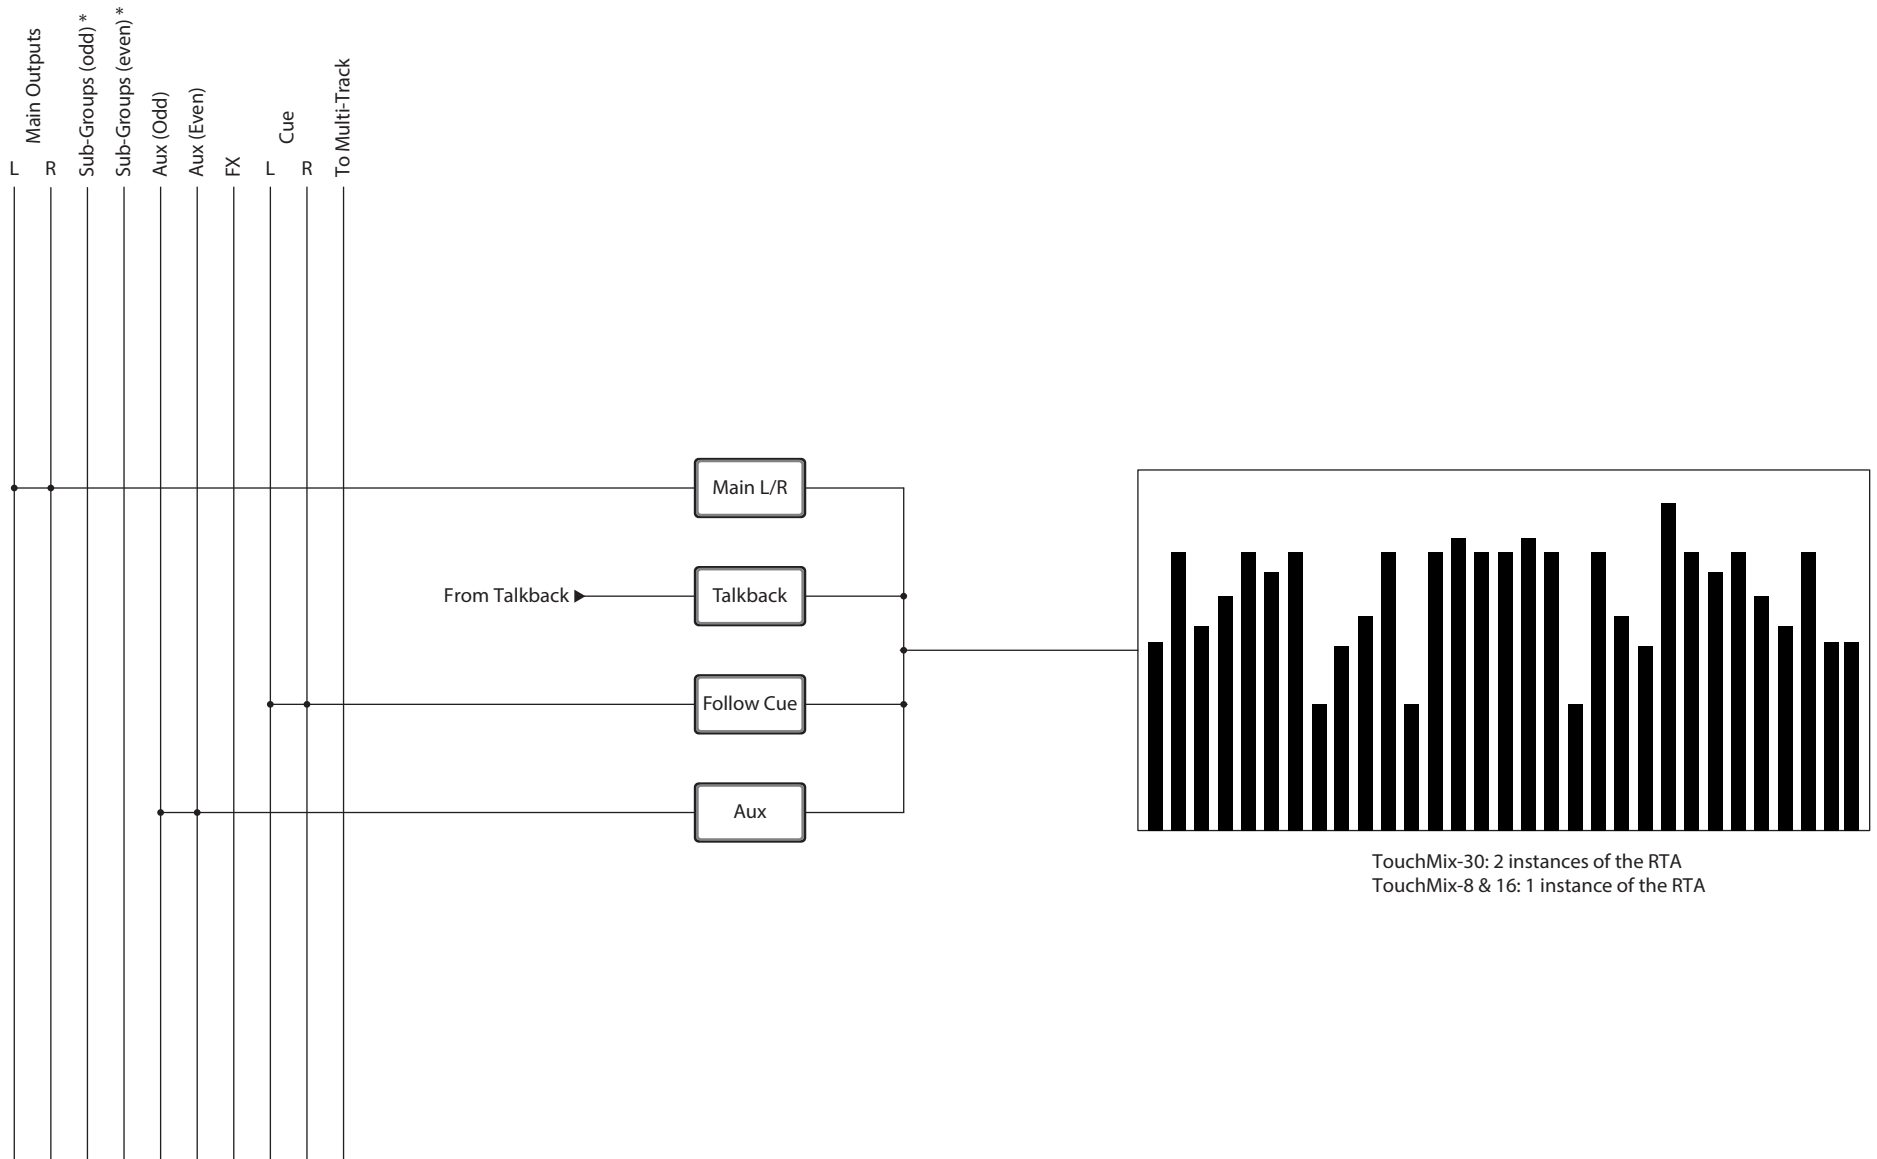 Main Outputs
L
R
Sub-Groups (odd) *
Sub-Groups (even) *
Aux (Odd)
Aux (Even)
FX
Cue
L
R
To Multi-Track
Main L/R
From Talkback
Talkback
Follow Cue
Aux
TouchMix-30: 2 instances of the RTA
TouchMix-8 & 16: 1 instance of the RTA